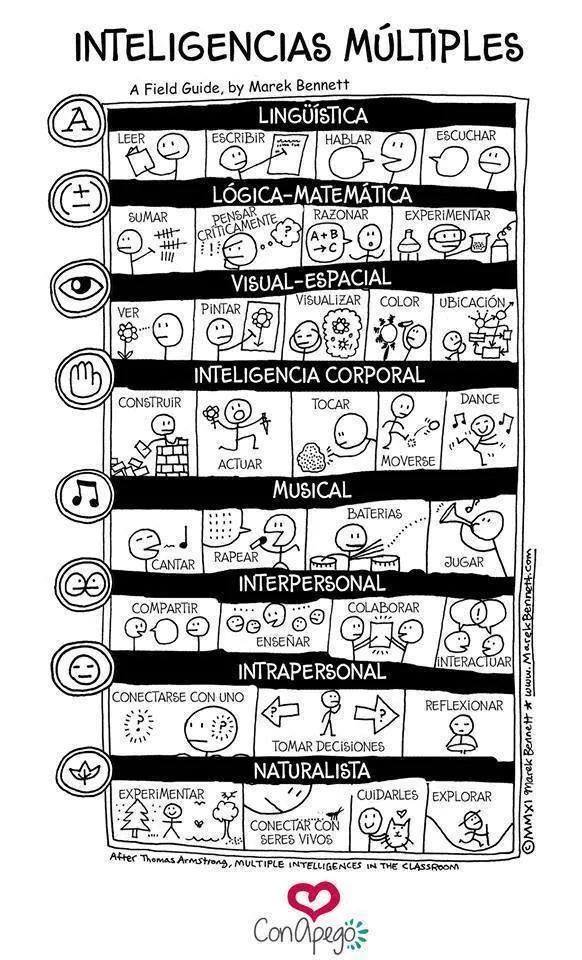 INTELIGENCIAS MÚLTIPLES
A Field Guide, by Marek Bennett
A
LINGÜÍSTICA
LEER
ESCRIBIR
HABLAR
ESCUCHAR
LÓGICA-MATEMÁTICA
SUMAR
PENSAR
CRÍTICAMENTE
RAZONAR
EXPERIMENTAR
?
!!!
A+B
→C
VISUAL-ESPACIAL
VER
PINTAR
VISUALIZAR
COLOR
UBICACIÓN
INTELIGENCIA CORPORAL
CONSTRUIR
ACTUAR
TOCAR
MOVERSE
DANCE
MUSICAL
CANTAR
RAPEAR
BATERIAS
JUGAR
INTERPERSONAL
COMPARTIR
ENSEÑAR
COLABORAR
INTERACTUAR
INTRAPERSONAL
CONECTARSE CON UNO
TOMAR DECISIONES
REFLEXIONAR
NATURALISTA
EXPERIMENTAR
CONECTAR CON
SERES VIVOS
CUIDARLES
EXPLORAR
After Thomas Armstrong, MULTIPLE INTELLIGENCES IN THE CLASSROOM
©MMXI Marek Bennett * www.MarekBennett.com
ConApego